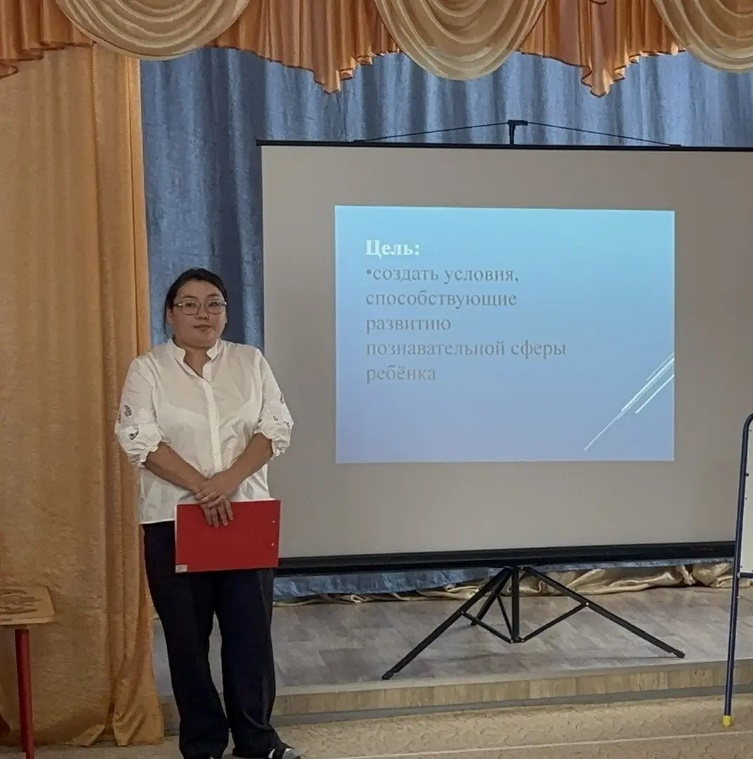 Цель:
•создать условия,
способствующие
развитию
познавательной сферы
ребёнка